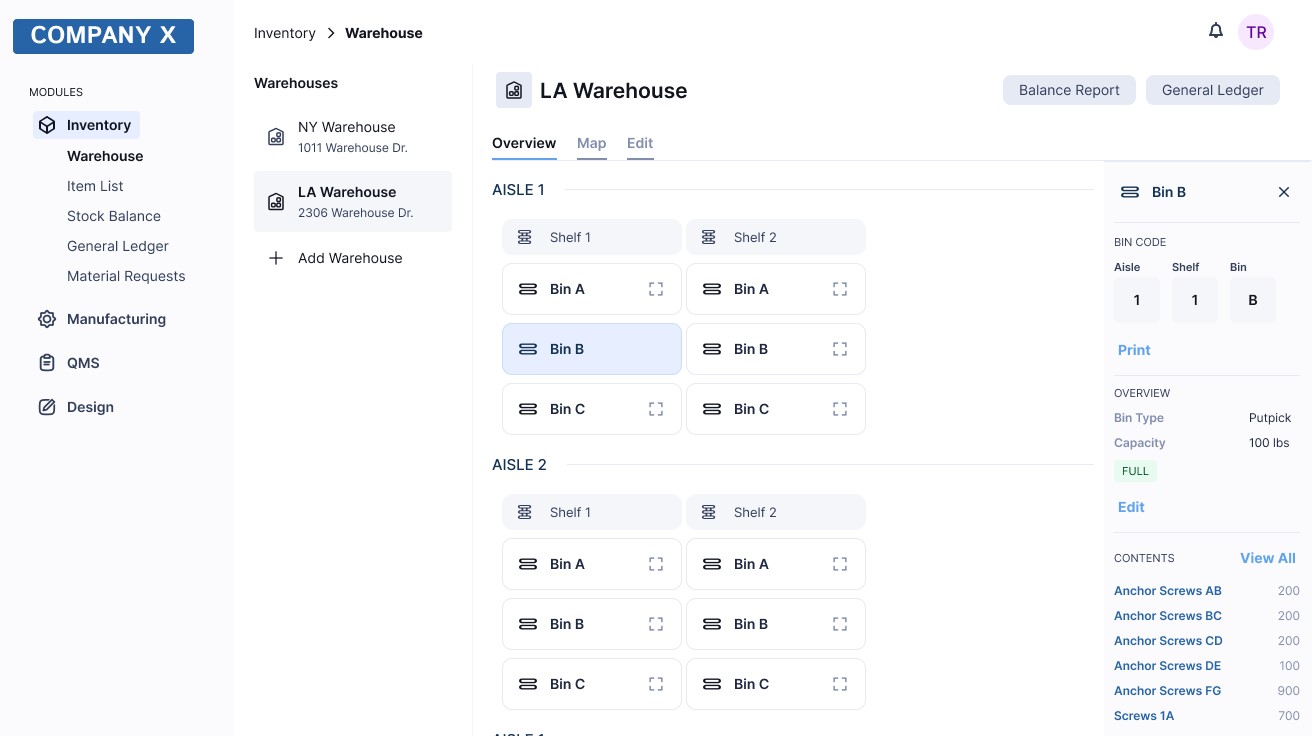 COMPANY X
MODULES
Inventory
Warehouse
Item List
Stock Balance
General Ledger
Material Requests
Manufacturing
QMS
Design
Inventory > Warehouse
TR
Warehouses
NY Warehouse
1011 Warehouse Dr.
LA Warehouse
2306 Warehouse Dr.
Add Warehouse
LA Warehouse
Balance Report
General Ledger
Overview Map Edit
AISLE 1
Shelf 1 Shelf 2
Bin A Bin A
Bin B Bin B
Bin C Bin C
AISLE 2
Shelf 1 Shelf 2
Bin A Bin A
Bin B Bin B
Bin C Bin C
Bin B
BIN CODE
Aisle Shelf Bin
1 1 B
Print
OVERVIEW
Bin Type Putpick
Capacity 100 lbs
FULL
Edit
CONTENTS View All
Anchor Screws AB 200
Anchor Screws BC 200
Anchor Screws CD 200
Anchor Screws DE 100
Anchor Screws FG 900
Screws 1A 700